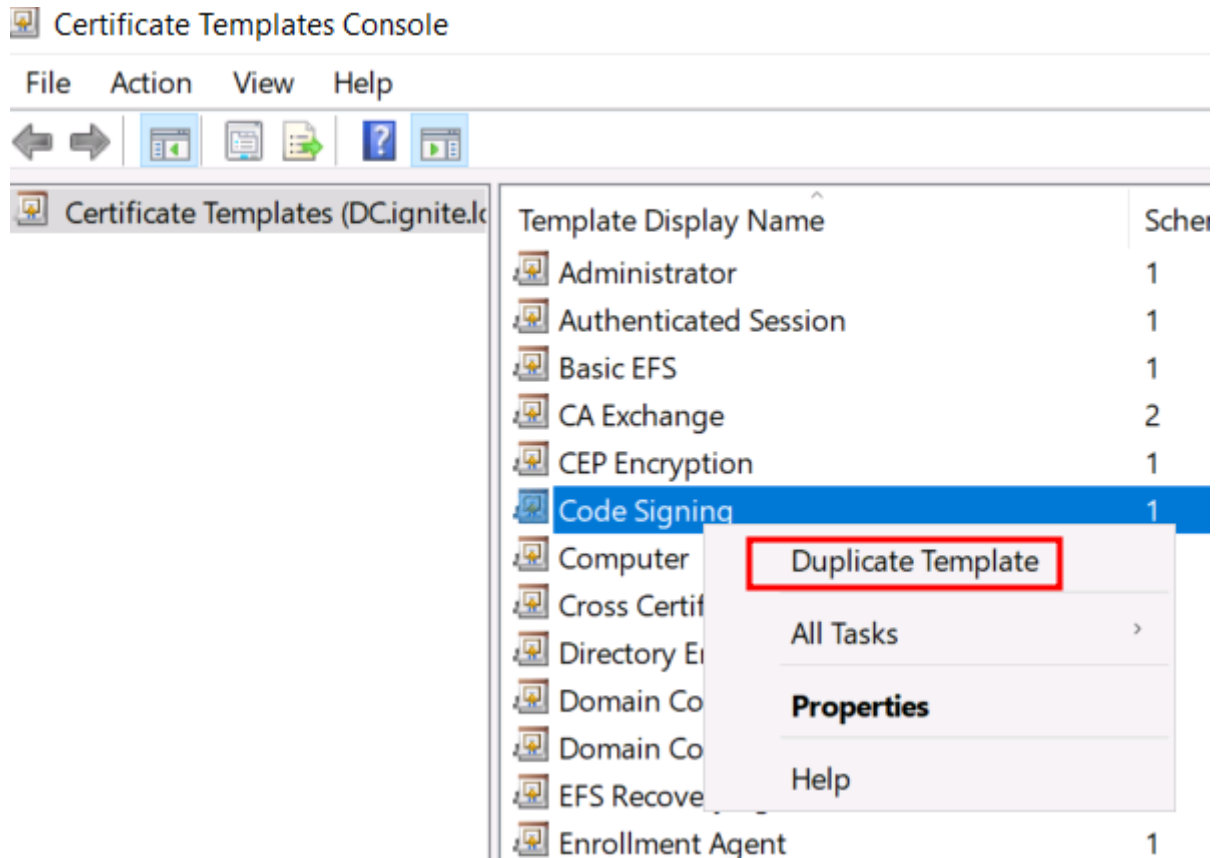 Certificate Templates Console
File Action View Help
Certificate Templates (DC.ignite.lo
Template Display Name Schem
Administrator 1
Authenticated Session 1
Basic EFS 1
CA Exchange 2
CEP Encryption 1
Code Signing 1
Duplicate Template
All Tasks
Properties
Help
Computer
Cross Certif
Directory E
Domain Co
Domain Co
EFS Recove
Enrollment Agent 1